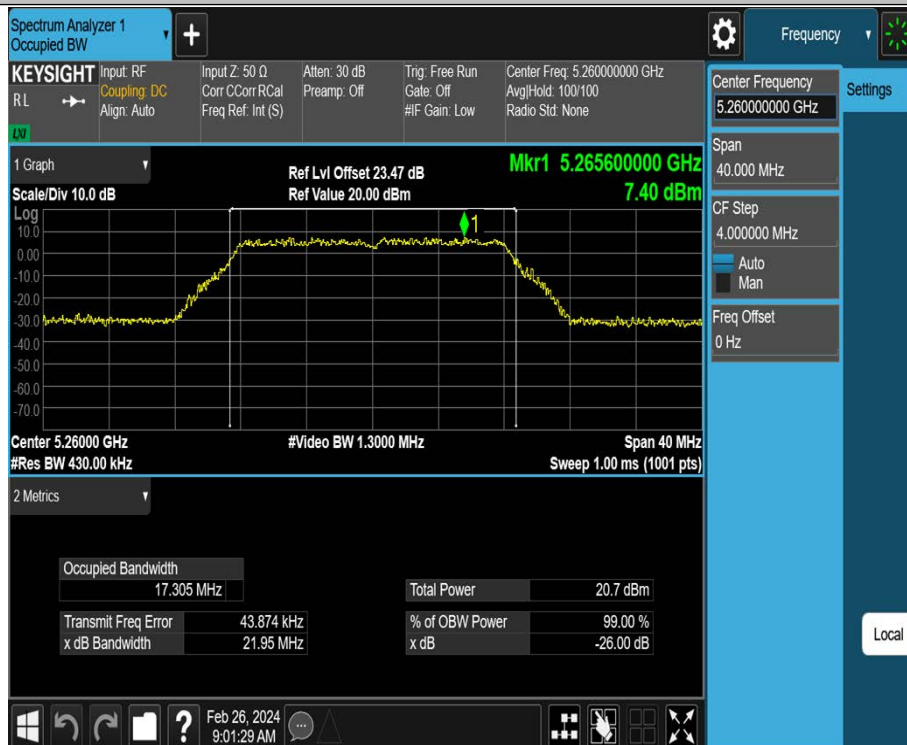 Spectrum Analyzer 1
Occupied BW
+
Frequency
KEYSIGHT
RL
LXI
Input: RF
Coupling: DC
Align: Auto
Input Z: 50 Ω
Corr CCorr RCal
Freq Ref: Int (S)
Atten: 30 dB
Preamp: Off
Trig: Free Run
Gate: Off
#IF Gain: Low
Center Freq: 5.260000000 GHz
Avg|Hold: 100/100
Radio Std: None
Center Frequency
5.260000000 GHz
Settings
Span
40.000 MHz
CF Step
4.000000 MHz
Auto
Man
Freq Offset
0 Hz
Local
1 Graph
Scale/Div 10.0 dB
Ref Lvl Offset 23.47 dB
Ref Value 20.00 dBm
Mkr1 5.265600000 GHz
7.40 dBm
Log
1
10.0
0.00
-10.0
-20.0
-30.0
-40.0
-50.0
-60.0
-70.0
Center 5.26000 GHz
#Video BW 1.3000 MHz
Span 40 MHz
#Res BW 430.00 kHz
Sweep 1.00 ms (1001 pts)
2 Metrics
Occupied Bandwidth
17.305 MHz
Total Power 20.7 dBm
Transmit Freq Error 43.874 kHz
% of OBW Power 99.00 %
x dB Bandwidth 21.95 MHz
x dB -26.00 dB
?
Feb 26, 2024
9:01:29 AM